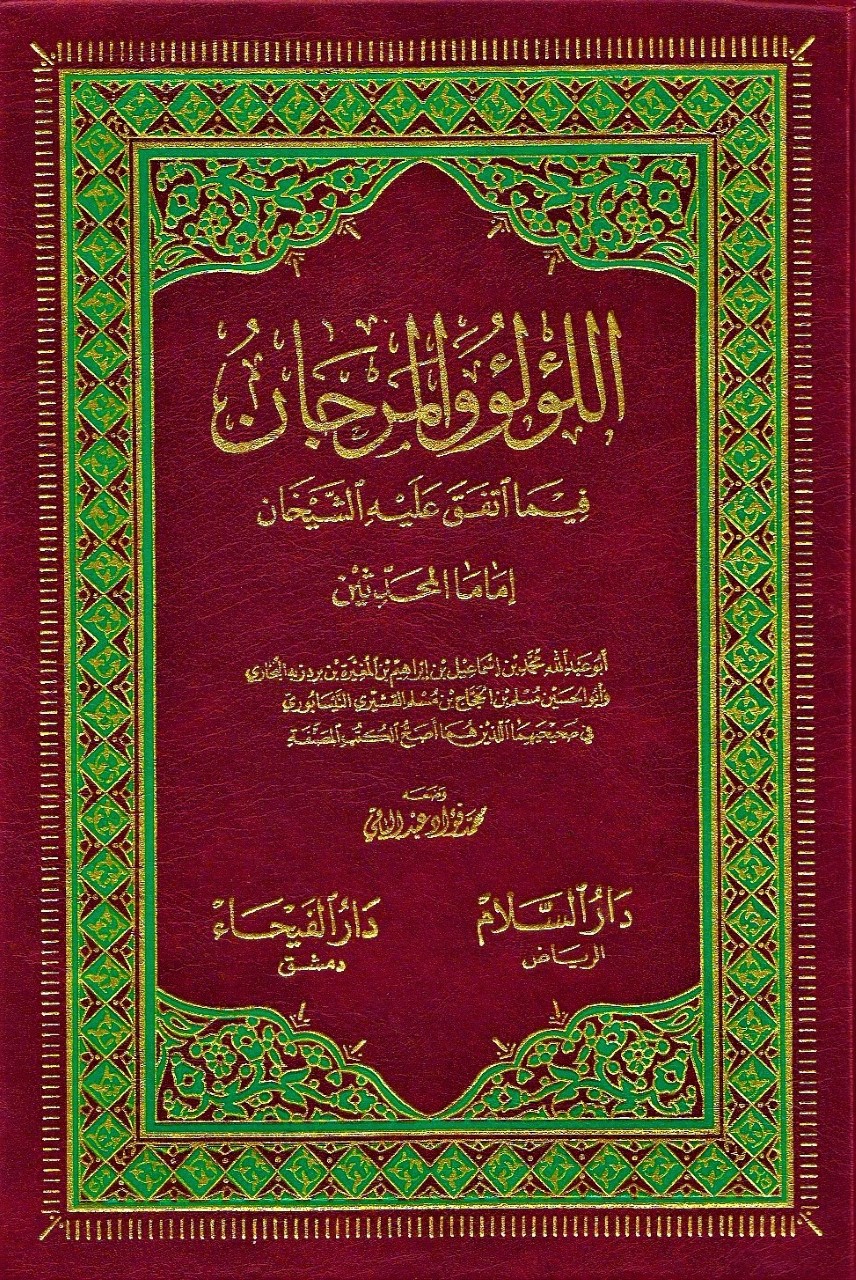 اللؤلؤ والمرجان
فيما اتفق عليه الشيخان
إماما المحدثين
أبو عبد الله محمد بن إسماعيل بن إبراهيم بن المغيرة بن بردزبه البخاري
وأبو الحسين مسلم بن الحجاج بن مسلم القشيري النيسابوري
في صحيحيهما اللذين هما أصح الكتب المصنفة
وضعه
محمد فؤاد عبد الباقي
دار السلام
الرياض
دار الفيحاء
دمشق